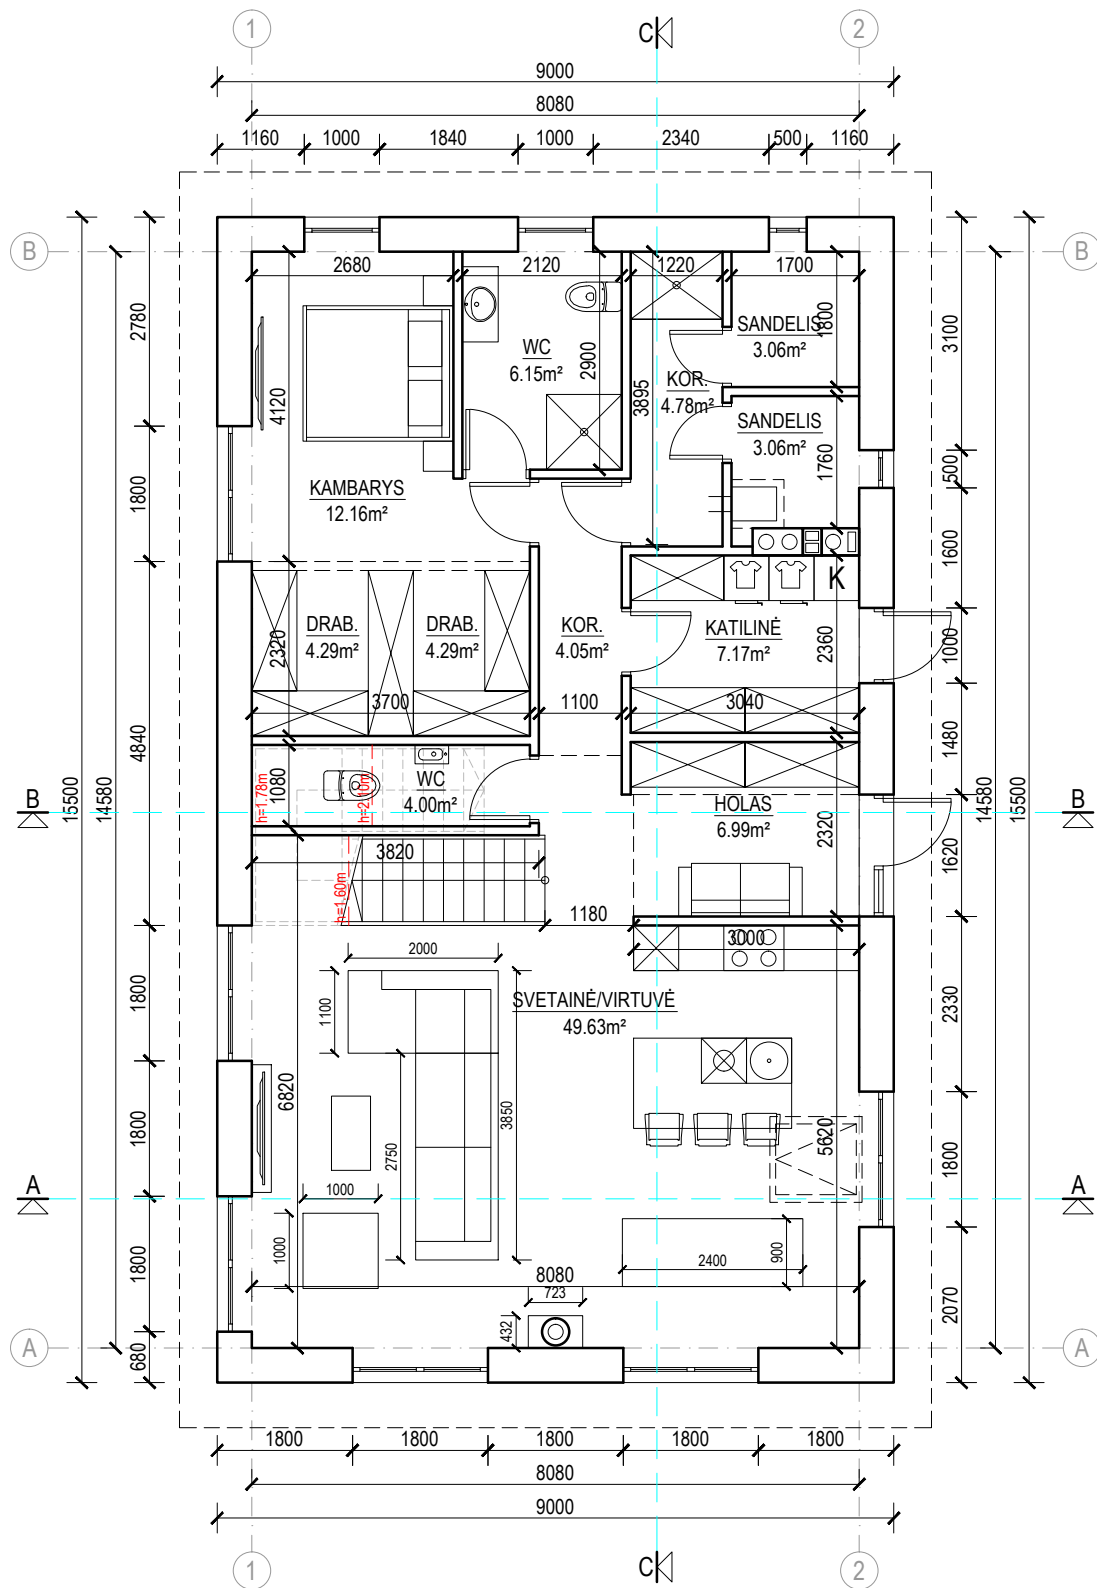 1
C
2
9000
8080
1160
1000
1840
1000
2340
500
1160
B
B
2680
2120
1220
1700
2780
4120
2900
3895
1800
3100
SANDELIS
3.06m²
WC
6.15m²
KOR.
4.78m²
SANDELIS
3.06m²
1760
500
1800
KAMBARYS
12.16m²
1600
K
DRAB.
4.29m²
DRAB.
4.29m²
KOR.
4.05m²
KATILINĖ
7.17m²
2320
2360
1000
3700
1100
3040
4840
1480
15500
14580
14580
15500
B
B
h=1.78m
1080
h=2.10m
WC
4.00m²
HOLAS
6.99m²
2320
1620
3820
h=1.60m
1180
3000
2000
1800
1100
SVETAINĖ/VIRTUVĖ
49.63m²
2330
6820
3850
1800
2750
5620
1800
A
A
1000
1000
1800
2400
900
8080
723
432
2070
680
A
A
1800
1800
1800
1800
1800
8080
9000
1
C
2